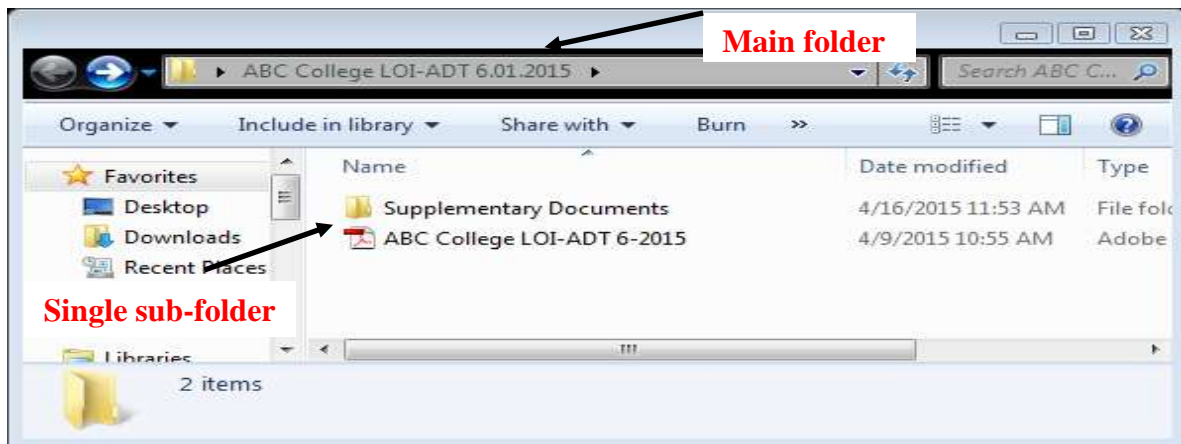 Main folder
ABC College LOI-ADT 6.01.2015
Search ABC C...
Organize Include in library Share with Burn »
Favorites
Desktop
Downloads
Recent Places
Libraries
Name Date modified Type
Supplementary Documents 4/16/2015 11:53 AM File fold
ABC College LOI-ADT 6-2015 4/9/2015 10:55 AM Adobe
Single sub-folder
2 items